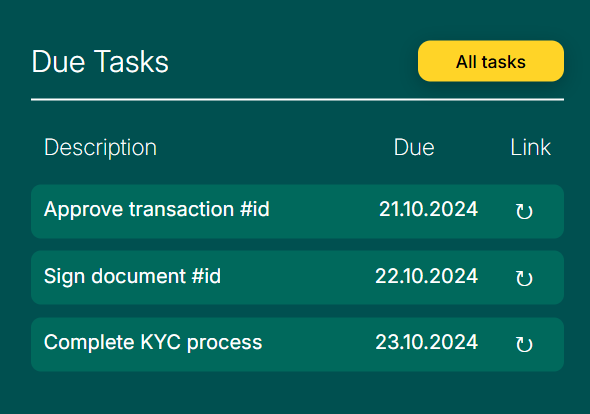 Due Tasks All tasks
Description Due Link
Approve transaction #id 21.10.2024 ↻
Sign document #id 22.10.2024 ↻
Complete KYC process 23.10.2024 ↻